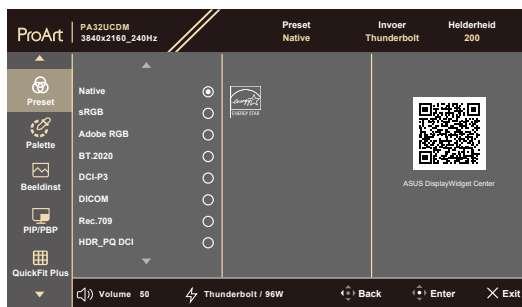 ProArt
PA32UCDM
3840x2160_240Hz
Preset
Native
Invoer
Thunderbolt
Helderheid
200
Preset
Palette
Beeldinst
PIP/PBP
QuickFit Plus
Native
sRGB
Adobe RGB
BT.2020
DCI-P3
DICOM
Rec.709
HDR_PQ DCI
energy
ENERGY STAR
ASUS DisplayWidget Center
Volume 50
Thunderbolt / 96W
Back
Enter
Exit